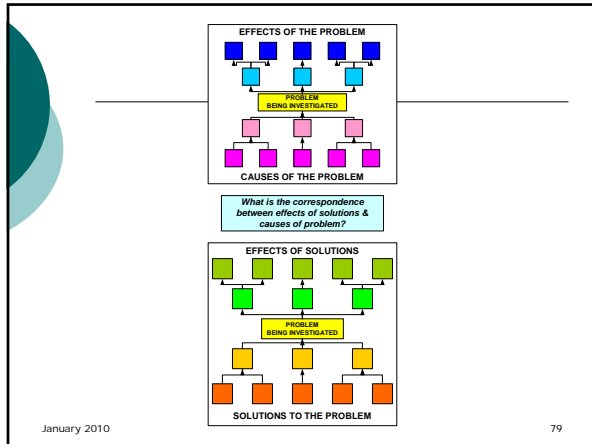 EFFECTS OF THE PROBLEM
PROBLEM
BEING INVESTIGATED
CAUSES OF THE PROBLEM
What is the correspondence
between effects of solutions &
causes of problem?
EFFECTS OF SOLUTIONS
PROBLEM
BEING INVESTIGATED
SOLUTIONS TO THE PROBLEM
January 2010
79